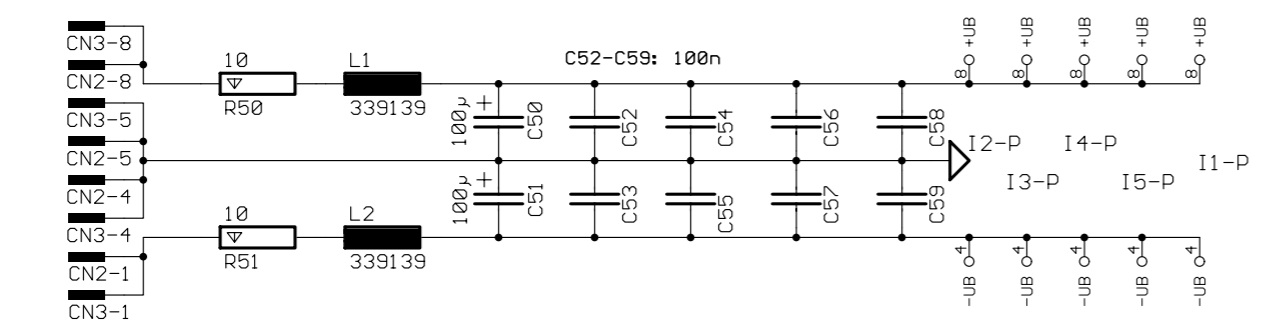 CN3-8
CN2-8
CN3-5
CN2-5
CN2-4
CN3-4
CN2-1
CN3-1
10
R50
L1
339139
C52-C59: 100n
100µ
+
C50
C52
C54
C56
C58
100µ
+
C51
C53
C55
C57
C59
10
R51
L2
339139
8 +UB
8 +UB
8 +UB
8 +UB
8 +UB
I2-P
I4-P
I1-P
I3-P
I5-P
4 -UB
4 -UB
4 -UB
4 -UB
4 -UB